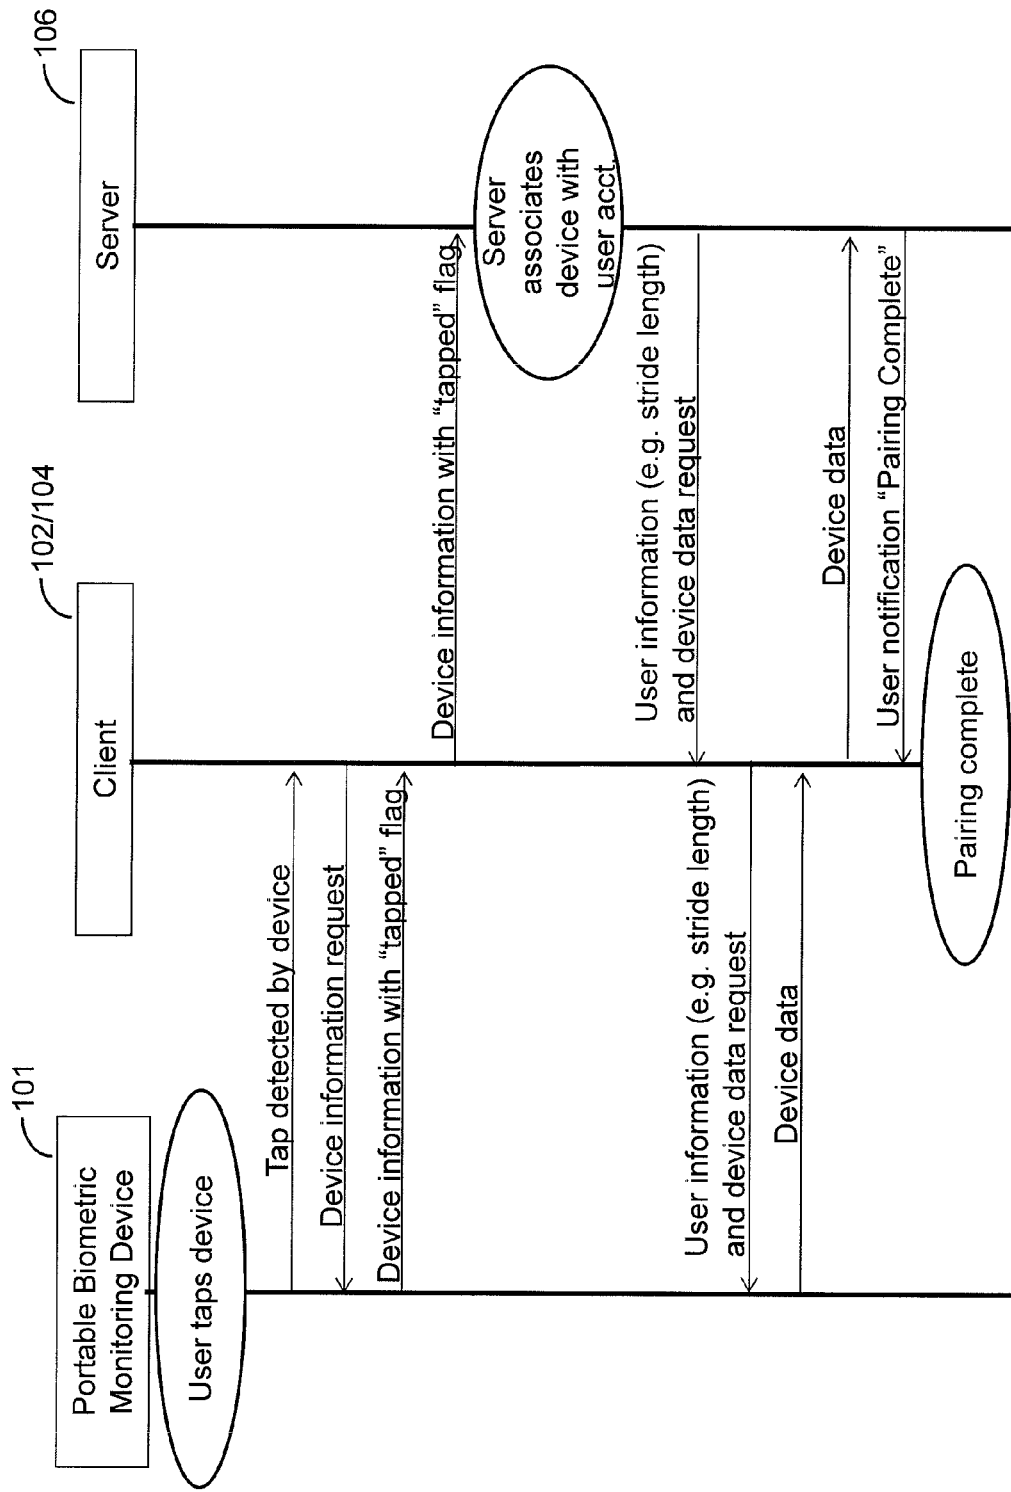 101
102/104
106
Portable Biometric
Monitoring Device
Client
Server
User taps device
Tap detected by device
Device information request
Device information with “tapped” flag
Device information with “tapped” flag
Server
associates
device with
user acct.
User information (e.g. stride length)
and device data request
User information (e.g. stride length)
and device data request
Device data
Device data
User notification “Pairing Complete”
Pairing complete